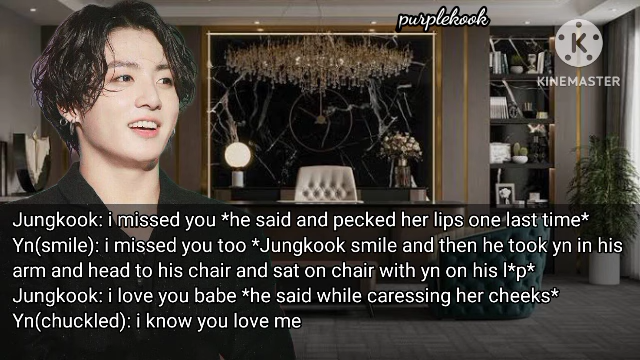 purplekook
KINEMASTER
Jungkook: i missed you *he said and pecked her lips one last time*
Yn(smile): i missed you too *Jungkook smile and then he took yn in his
arm and head to his chair and sat on chair with yn on his l*p*
Jungkook: i love you babe *he said while caressing her cheeks*
Yn(chuckled): i know you love me